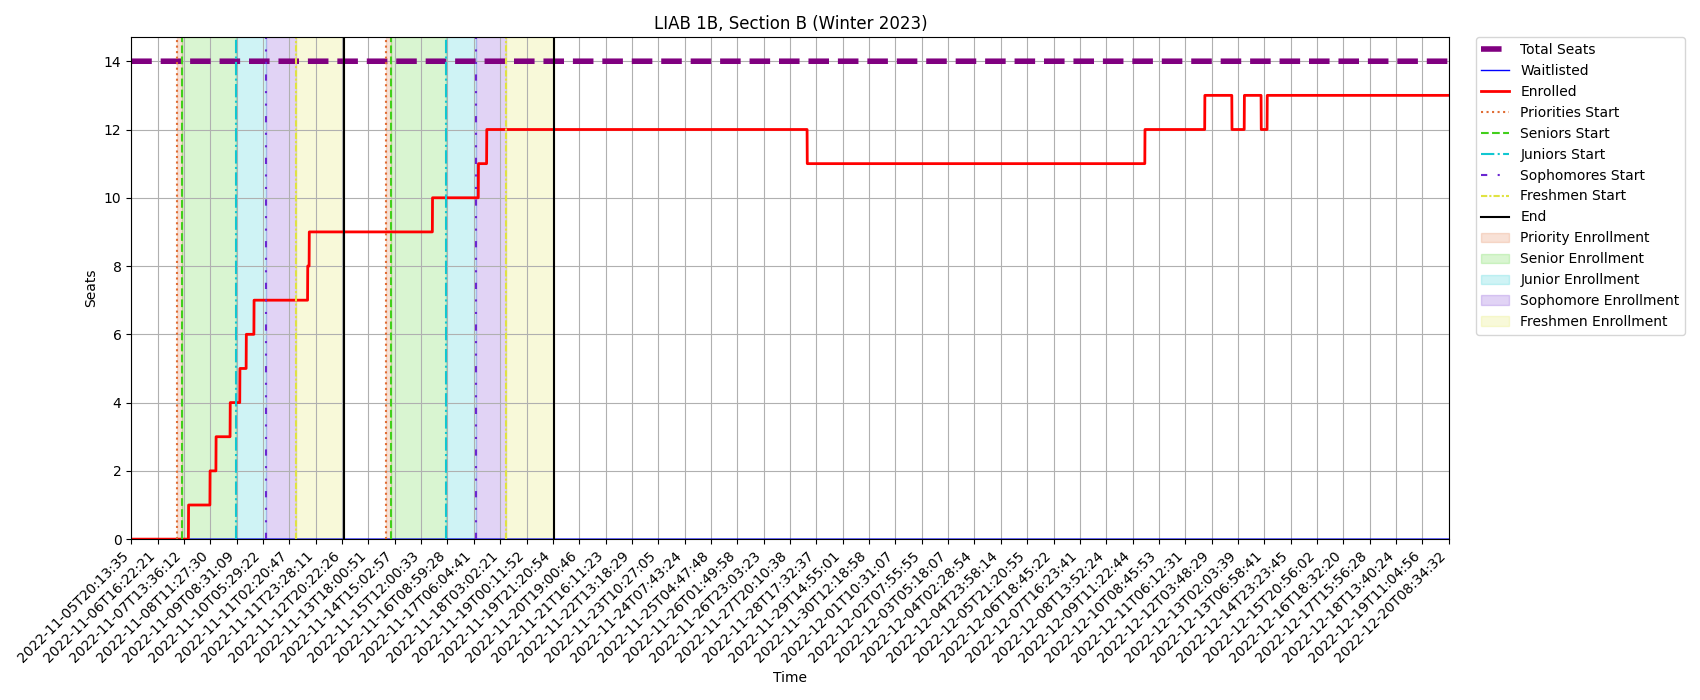 LIAB 1B, Section B (Winter 2023)
Seats
14
12
10
8
6
4
2
0
2022-11-05T20:13:35
2022-11-06T16:22:21
2022-11-07T13:36:12
2022-11-08T11:27:30
2022-11-09T08:31:09
2022-11-10T05:29:22
2022-11-11T02:20:47
2022-11-11T23:28:11
2022-11-12T20:22:26
2022-11-13T18:00:51
2022-11-14T15:02:57
2022-11-15T12:00:33
2022-11-16T08:59:28
2022-11-17T06:04:41
2022-11-18T03:02:21
2022-11-19T00:11:52
2022-11-19T21:20:54
2022-11-20T19:00:46
2022-11-21T16:11:23
2022-11-22T13:18:29
2022-11-23T10:27:05
2022-11-24T07:43:24
2022-11-25T04:47:48
2022-11-26T01:49:58
2022-11-26T23:03:23
2022-11-27T20:10:38
2022-11-28T17:32:37
2022-11-29T14:55:01
2022-11-30T12:18:58
2022-12-01T10:31:07
2022-12-02T07:55:55
2022-12-03T05:18:07
2022-12-04T02:28:54
2022-12-04T23:58:14
2022-12-05T21:20:55
2022-12-06T18:45:22
2022-12-07T16:23:41
2022-12-08T13:52:24
2022-12-09T11:22:44
2022-12-10T08:45:53
2022-12-11T06:12:31
2022-12-12T03:48:29
2022-12-13T02:03:39
2022-12-13T06:58:41
2022-12-14T23:23:45
2022-12-15T20:56:02
2022-12-16T18:32:20
2022-12-17T15:56:28
2022-12-18T13:40:24
2022-12-19T11:04:56
2022-12-20T08:34:32
Time
Total Seats
Waitlisted
Enrolled
Priorities Start
Seniors Start
Juniors Start
Sophomores Start
Freshmen Start
End
Priority Enrollment
Senior Enrollment
Junior Enrollment
Sophomore Enrollment
Freshmen Enrollment